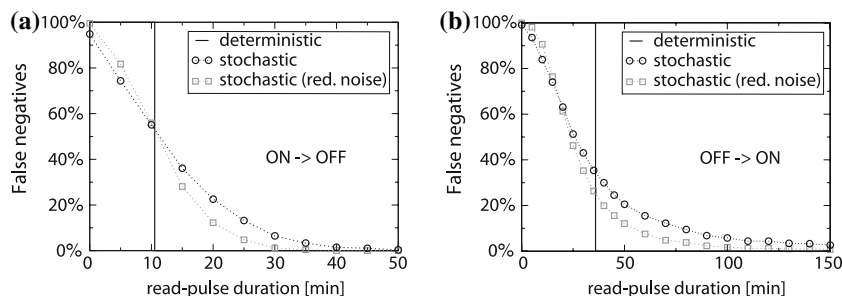 (a)
100%
80%
60%
40%
20%
0%
False negatives
deterministic
stochastic
stochastic (red. noise)
ON -> OFF
0 10 20 30 40 50
read-pulse duration [min]
(b)
100%
80%
60%
40%
20%
0%
False negatives
deterministic
stochastic
stochastic (red. noise)
OFF -> ON
0 50 100 150
read-pulse duration [min]